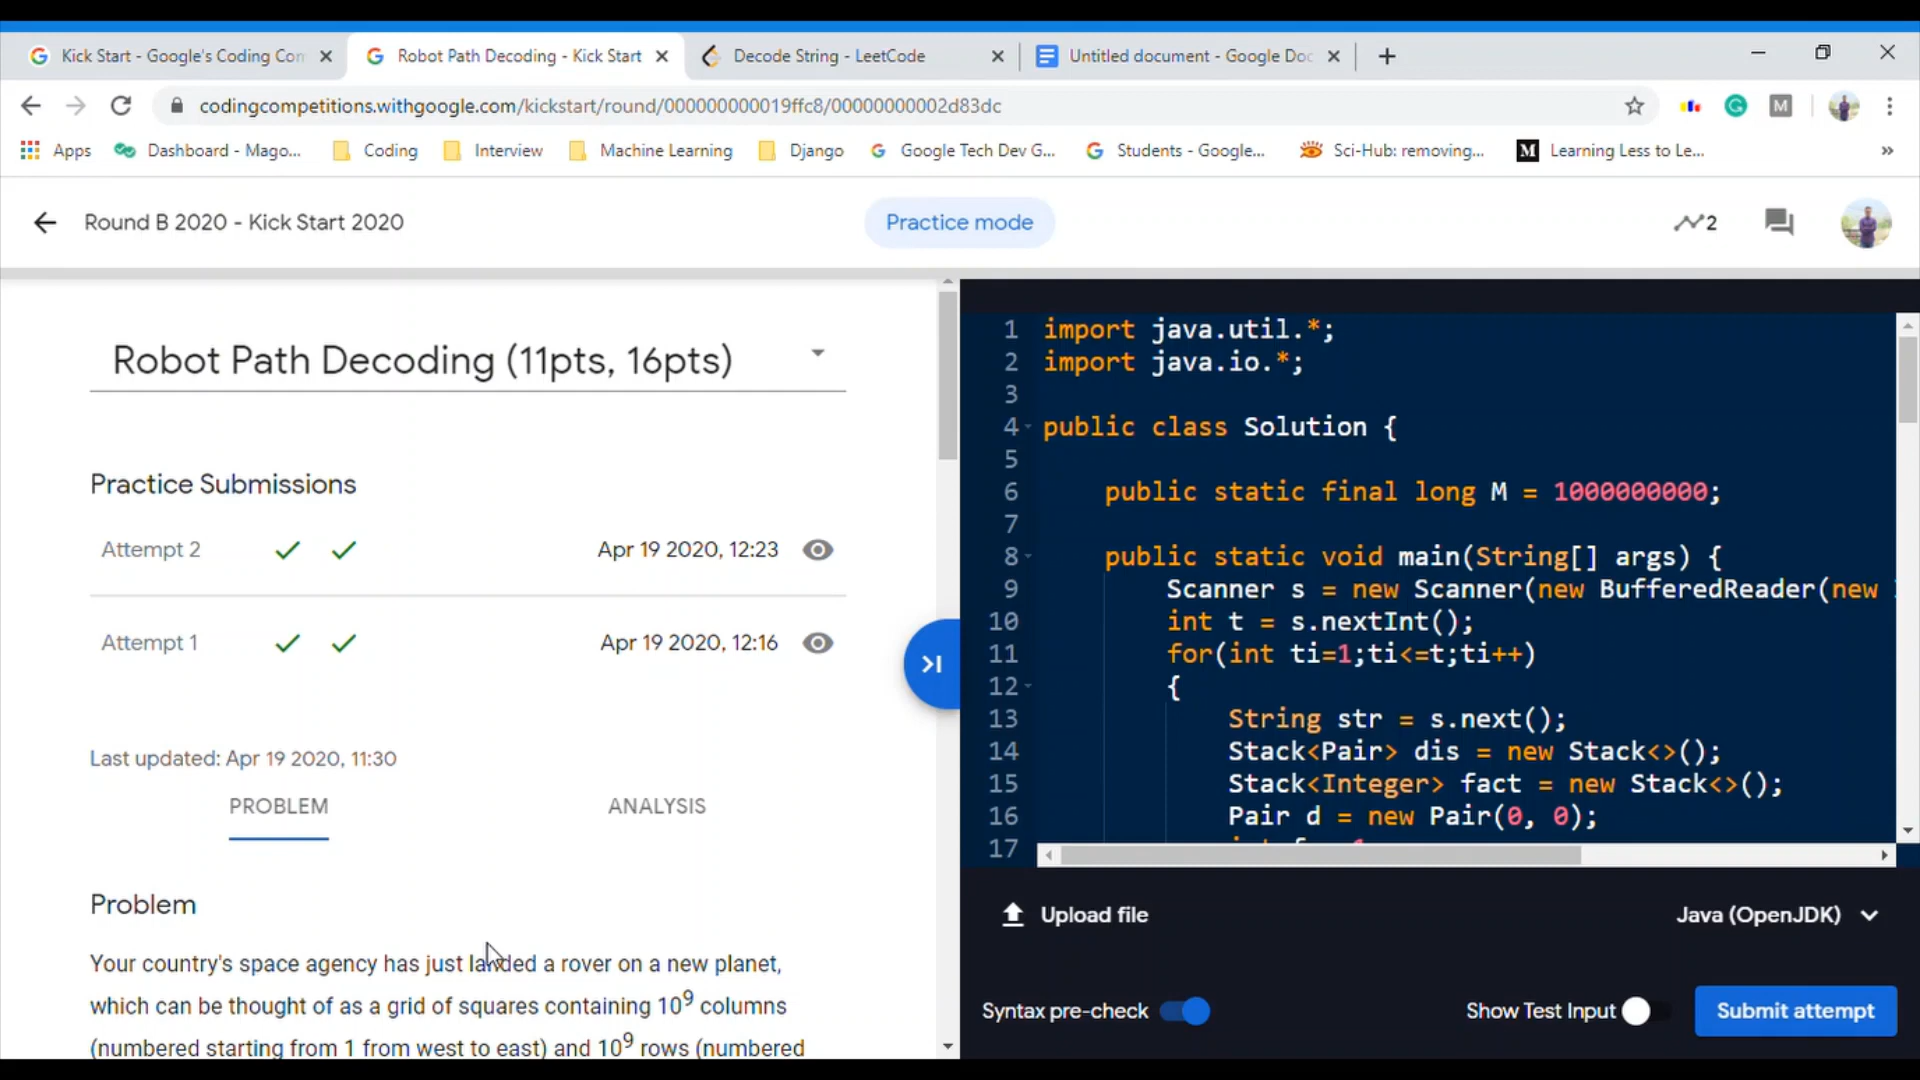 Kick Start - Google's Coding Con
Robot Path Decoding - Kick Start
Decode String - LeetCode
Untitled document - Google Doc
codingcompetitions.withgoogle.com/kickstart/round/000000000019ffc8/00000000002d83dc
Apps
Dashboard - Mago...
Coding
Interview
Machine Learning
Django
Google Tech Dev G...
Students - Google...
Sci-Hub: removing...
Learning Less to Le...
Round B 2020 - Kick Start 2020
Practice mode
2
Robot Path Decoding (11pts, 16pts)
Practice Submissions
Attempt 2
Apr 19 2020, 12:23
Attempt 1
Apr 19 2020, 12:16
Last updated: Apr 19 2020, 11:30
PROBLEM
ANALYSIS
Problem
Your country's space agency has just landed a rover on a new planet,
which can be thought of as a grid of squares containing 10⁹ columns
(numbered starting from 1 from west to east) and 10⁹ rows (numbered
1 import java.util.*;
2 import java.io.*;
3
4 public class Solution {
5
6 public static final long M = 1000000000;
7
8 public static void main(String[] args) {
9 Scanner s = new Scanner(new BufferedReader(new
10 int t = s.nextInt();
11 for(int ti=1;ti<=t;ti++)
12 {
13 String str = s.next();
14 Stack<Pair> dis = new Stack<>();
15 Stack<Integer> fact = new Stack<>();
16 Pair d = new Pair(0, 0);
17
Upload file
Java (OpenJDK)
Syntax pre-check
Show Test Input
Submit attempt